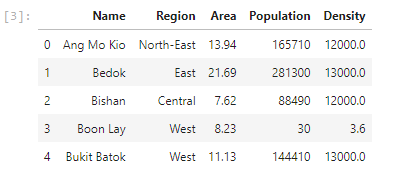 [3]:
Name Region Area Population Density
0 Ang Mo Kio North-East 13.94 165710 12000.0
1 Bedok East 21.69 281300 13000.0
2 Bishan Central 7.62 88490 12000.0
3 Boon Lay West 8.23 30 3.6
4 Bukit Batok West 11.13 144410 13000.0